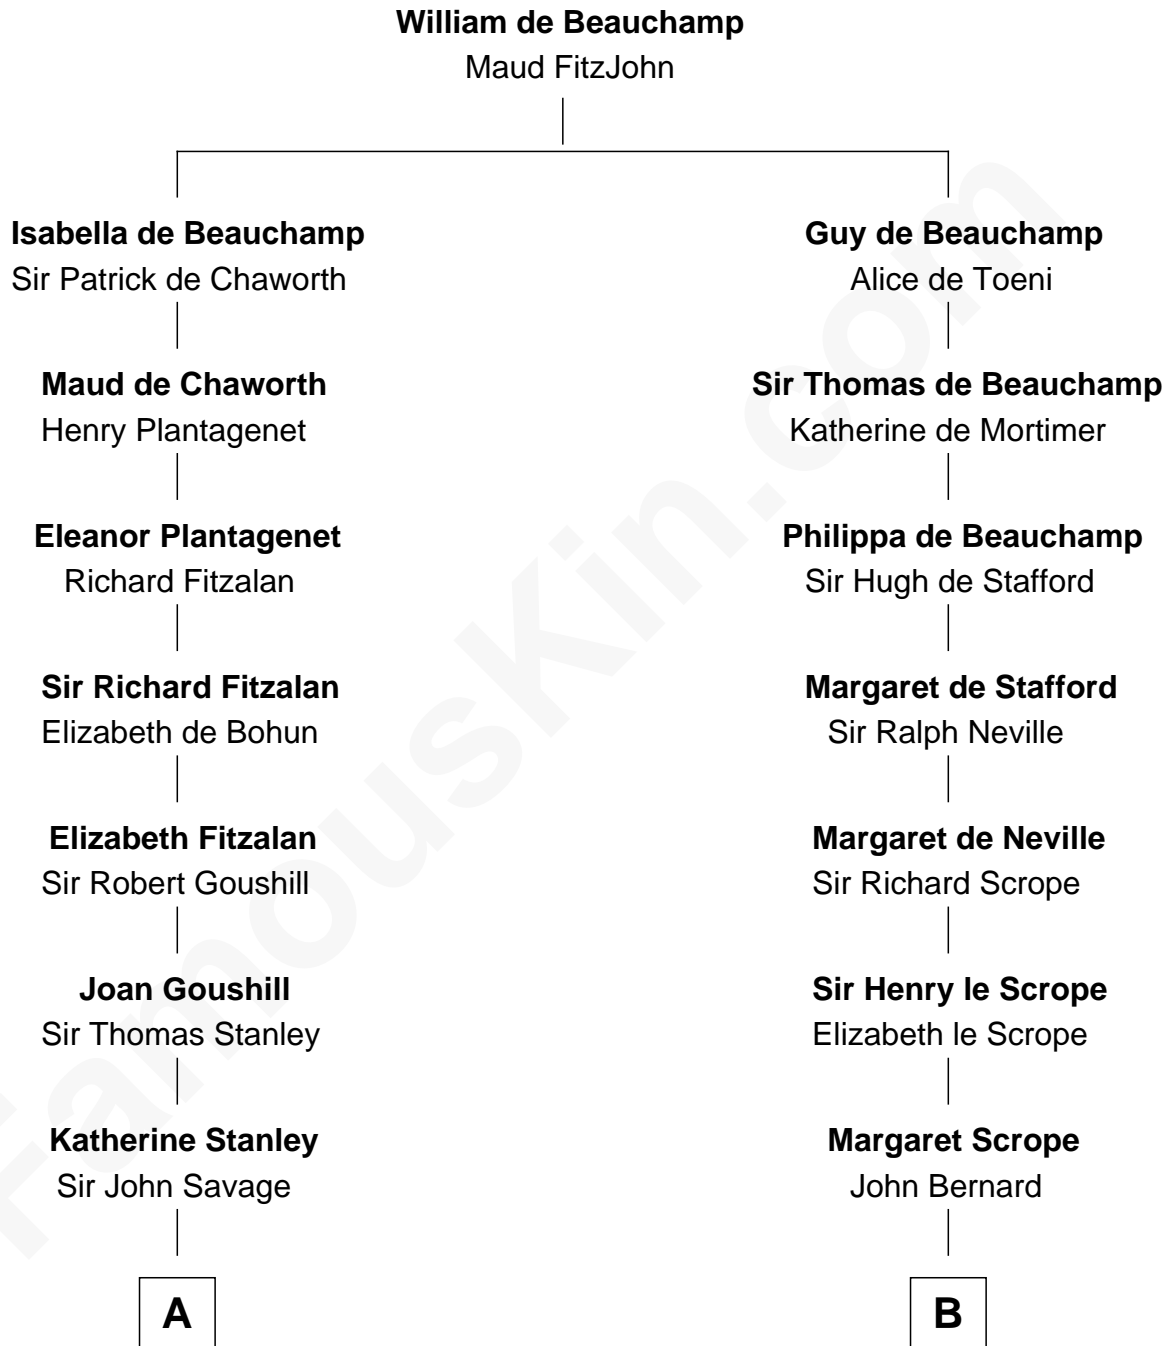 William de Beauchamp
Maud FitzJohn
Isabella de Beauchamp
Sir Patrick de Chaworth
Guy de Beauchamp
Alice de Toeni
Maud de Chaworth
Henry Plantagenet
Sir Thomas de Beauchamp
Katherine de Mortimer
Eleanor Plantagenet
Richard Fitzalan
Philippa de Beauchamp
Sir Hugh de Stafford
Sir Richard Fitzalan
Elizabeth de Bohun
Margaret de Stafford
Sir Ralph Neville
Elizabeth Fitzalan
Sir Robert Goushill
Margaret de Neville
Sir Richard Scrope
Joan Goushill
Sir Thomas Stanley
Sir Henry le Scrope
Elizabeth le Scrope
Katherine Stanley
Sir John Savage
Margaret Scrope
John Bernard
A
B
FamousKin.com